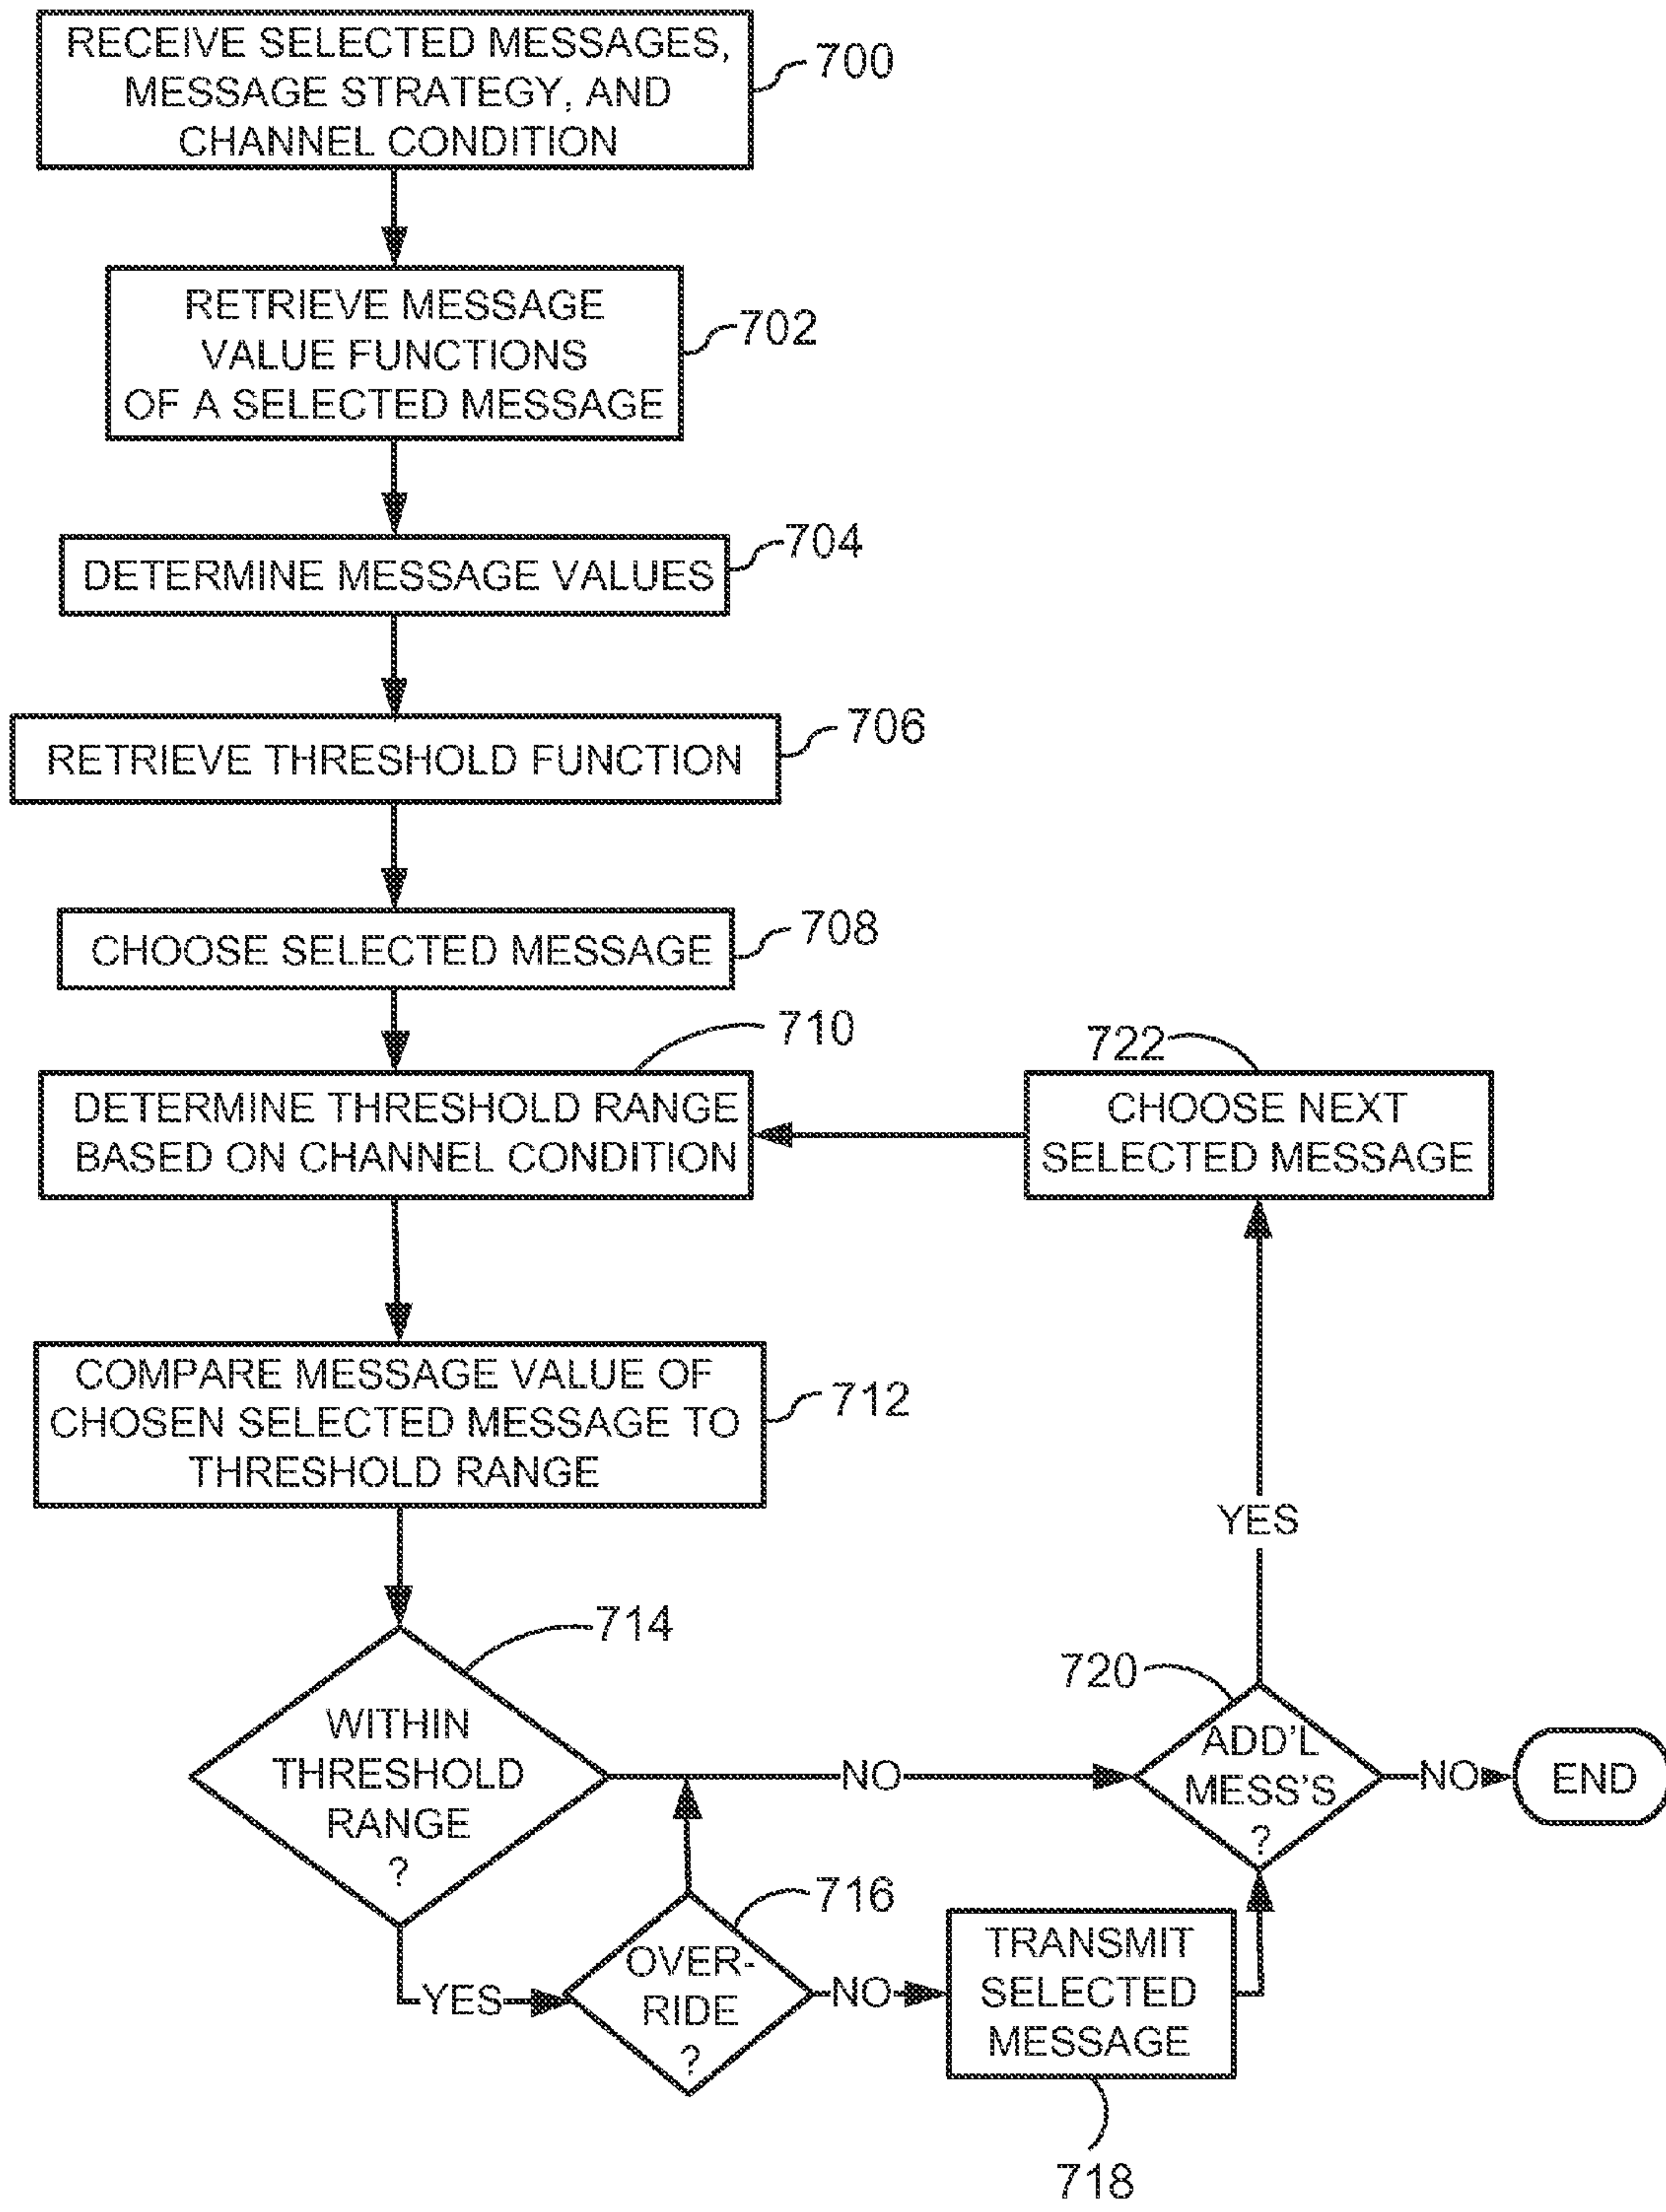 RECEIVE SELECTED MESSAGES,
MESSAGE STRATEGY, AND
CHANNEL CONDITION
700
RETRIEVE MESSAGE
VALUE FUNCTIONS
OF A SELECTED MESSAGE
702
DETERMINE MESSAGE VALUES
704
RETRIEVE THRESHOLD FUNCTION
706
CHOOSE SELECTED MESSAGE
708
710
DETERMINE THRESHOLD RANGE
BASED ON CHANNEL CONDITION
722
CHOOSE NEXT
SELECTED MESSAGE
COMPARE MESSAGE VALUE OF
CHOSEN SELECTED MESSAGE TO
THRESHOLD RANGE
712
YES
714
WITHIN
THRESHOLD
RANGE
?
NO
720
ADD'L
MESS'S
?
NO
END
YES
716
OVER-
RIDE
?
NO
TRANSMIT
SELECTED
MESSAGE
718